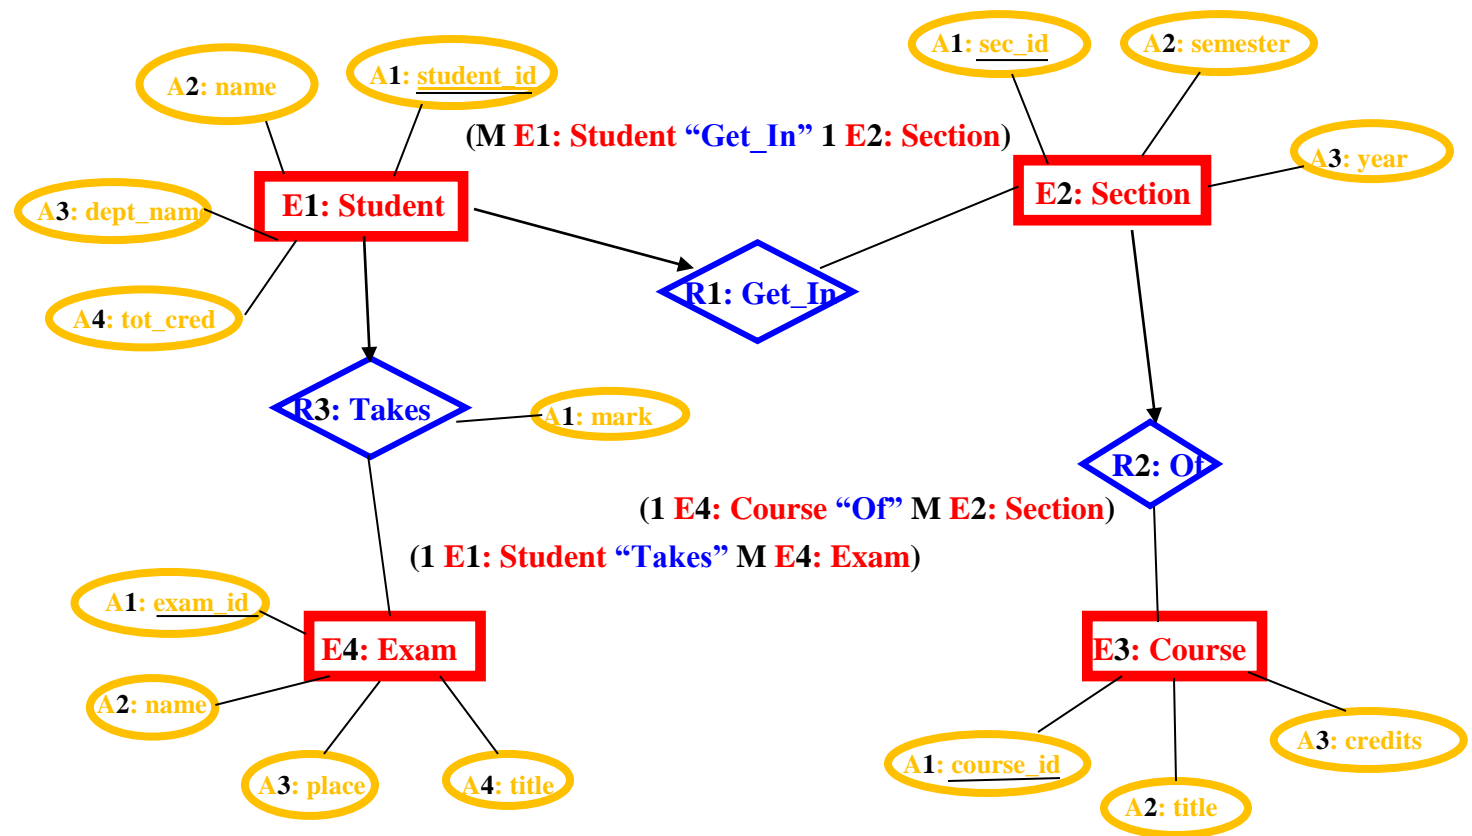 A1: sec_id
A2: semester
A2: name
A1: student_id
(M E1: Student “Get_In” 1 E2: Section)
A3: year
E1: Student
E2: Section
A3: dept_name
R1: Get_In
A4: tot_cred
R3: Takes
A1: mark
R2: Of
(1 E4: Course “Of” M E2: Section)
(1 E1: Student “Takes” M E4: Exam)
A1: exam_id
E4: Exam
E3: Course
A2: name
A3: credits
A1: course_id
A3: place
A4: title
A2: title